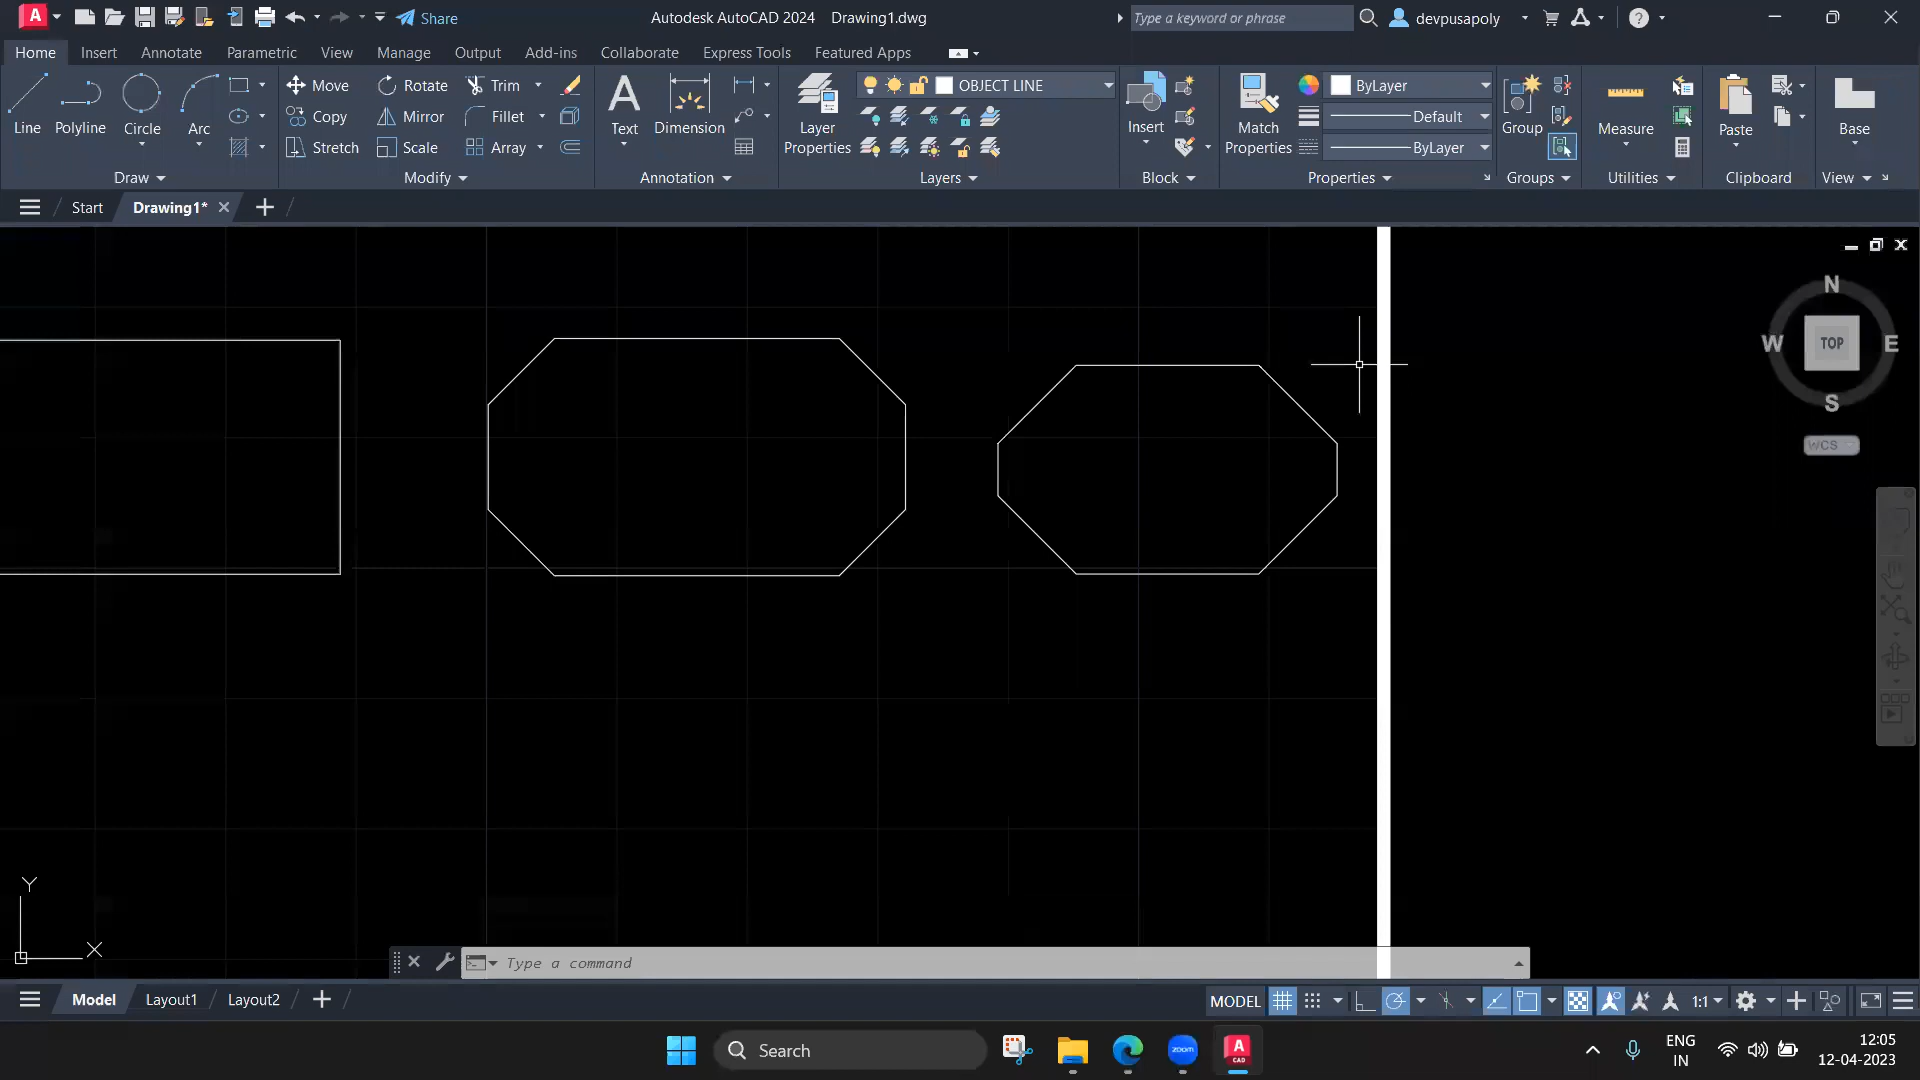 A Share Autodesk AutoCAD 2024 Drawing1.dwg Type a keyword or phrase devpusapoly
Home Insert Annotate Parametric View Manage Output Add-ins Collaborate Express Tools Featured Apps
Line Polyline Circle Arc
Move Rotate Trim
Copy Mirror Fillet
Stretch Scale Array
Text Dimension
Layer Properties
OBJECT LINE
Insert
Match Properties
ByLayer
Default
ByLayer
Group
Measure
Paste
Base
Draw Modify Annotation Layers Block Properties Groups Utilities Clipboard View
Start Drawing1*
N
W TOP E
S
WCS
Y
X
Type a command
Model Layout1 Layout2 MODEL 1:1
Search zoom A CAD
ENG
IN
12:05
12-04-2023